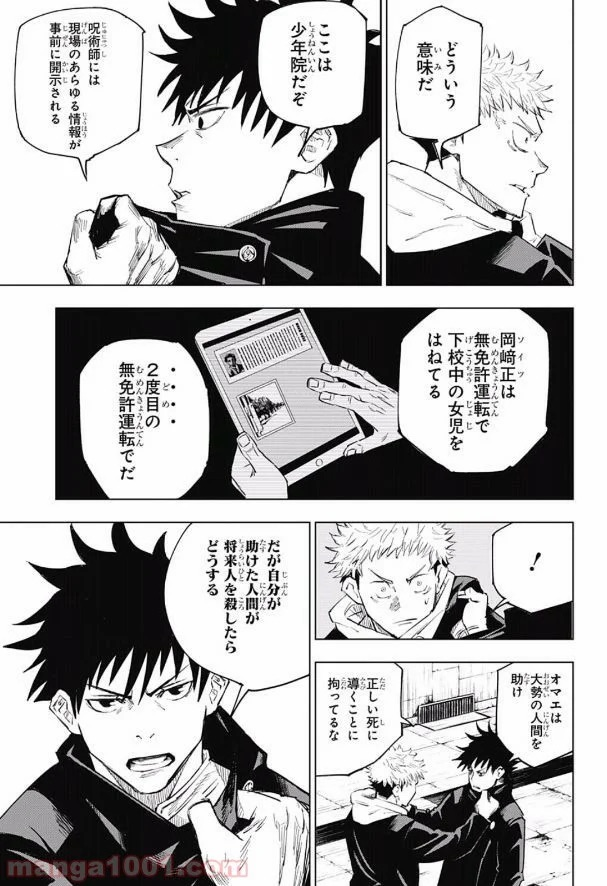 どういう
意味だ
ここは
少年院だぞ
呪術師には
現場のあらゆる情報が
事前に開示される
岡﨑正は
無免許運転で
下校中の女児を
はねてる
２度目の
無免許運転でだ
！
オマエは
大勢の人間を
助け
正しい死に
導くことに
拘ってるな
だが自分が
助けた人間が
将来人を殺したら
どうする
manga1001.com